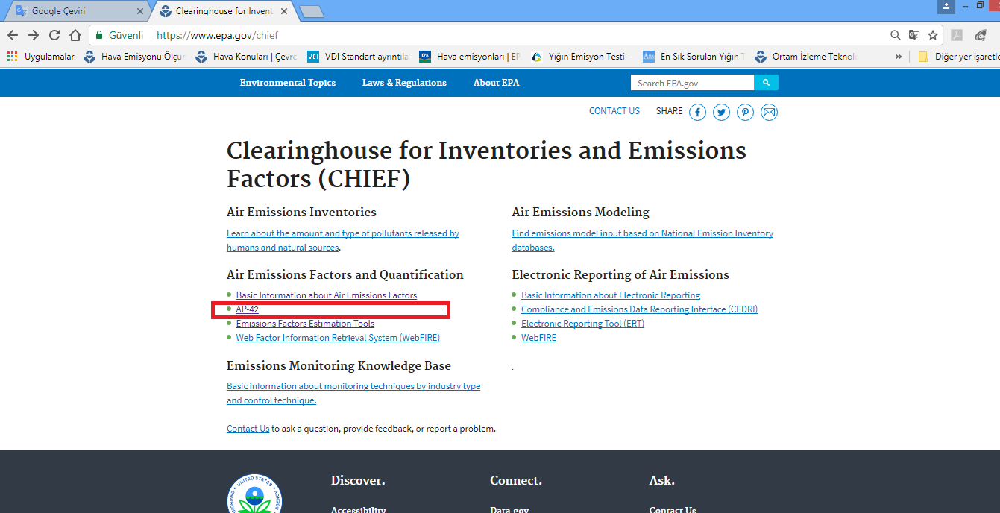 Google Çeviri
Clearinghouse for Invent
Güvenli
https://www.epa.gov/chief
Uygulamalar
Hava Emisyonu Ölçür
Hava Konuları | Çevre
VDI
VDI Standart ayrıntıla
EPA
Hava emisyonları | EP
Yığın Emisyon Testi -
En Sık Sorulan Yığın T
Ortam İzleme Teknolo
»
Diğer yer işaretle
Environmental Topics
Laws & Regulations
About EPA
Search EPA.gov
CONTACT US
SHARE
Clearinghouse for Inventories and Emissions
Factors (CHIEF)
Air Emissions Inventories
Learn about the amount and type of pollutants released by
humans and natural sources.
Air Emissions Modeling
Find emissions model input based on National Emission Inventory
databases.
Air Emissions Factors and Quantification
Basic Information about Air Emissions Factors
AP-42
Emissions Factors Estimation Tools
Web Factor Information Retrieval System (WebFIRE)
Electronic Reporting of Air Emissions
Basic Information about Electronic Reporting
Compliance and Emissions Data Reporting Interface (CEDRI)
Electronic Reporting Tool (ERT)
WebFIRE
Emissions Monitoring Knowledge Base
.
Basic information about monitoring techniques by industry type
and control technique.
Contact Us to ask a question, provide feedback, or report a problem.
UNITED STATES
Discover.
Connect.
Ask.
Accessibility
Data.gov
Contact Us